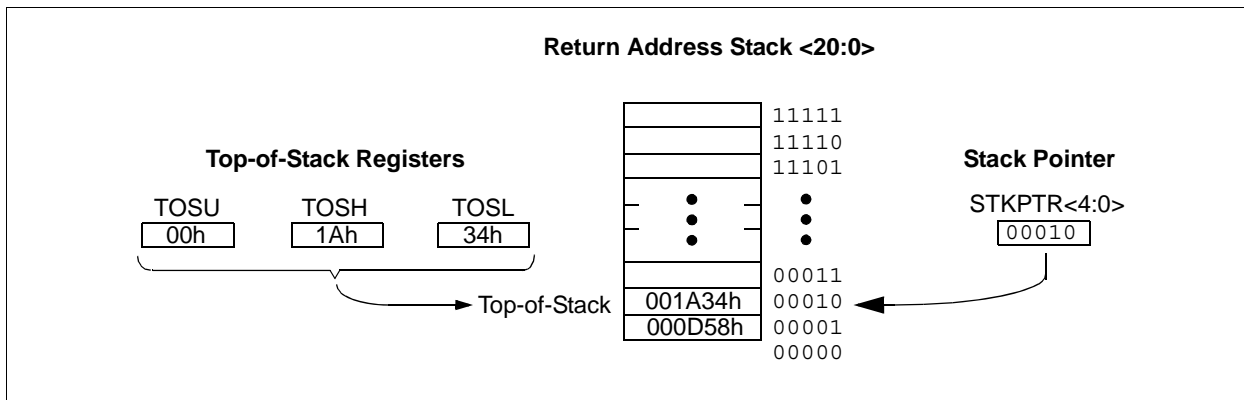 Return Address Stack <20:0>
11111
11110
Top-of-Stack Registers
11101
Stack Pointer
TOSU TOSH TOSL
STKPTR<4:0>
00h 1Ah 34h
00010
00011
Top-of-Stack 001A34h 00010
000D58h 00001
00000